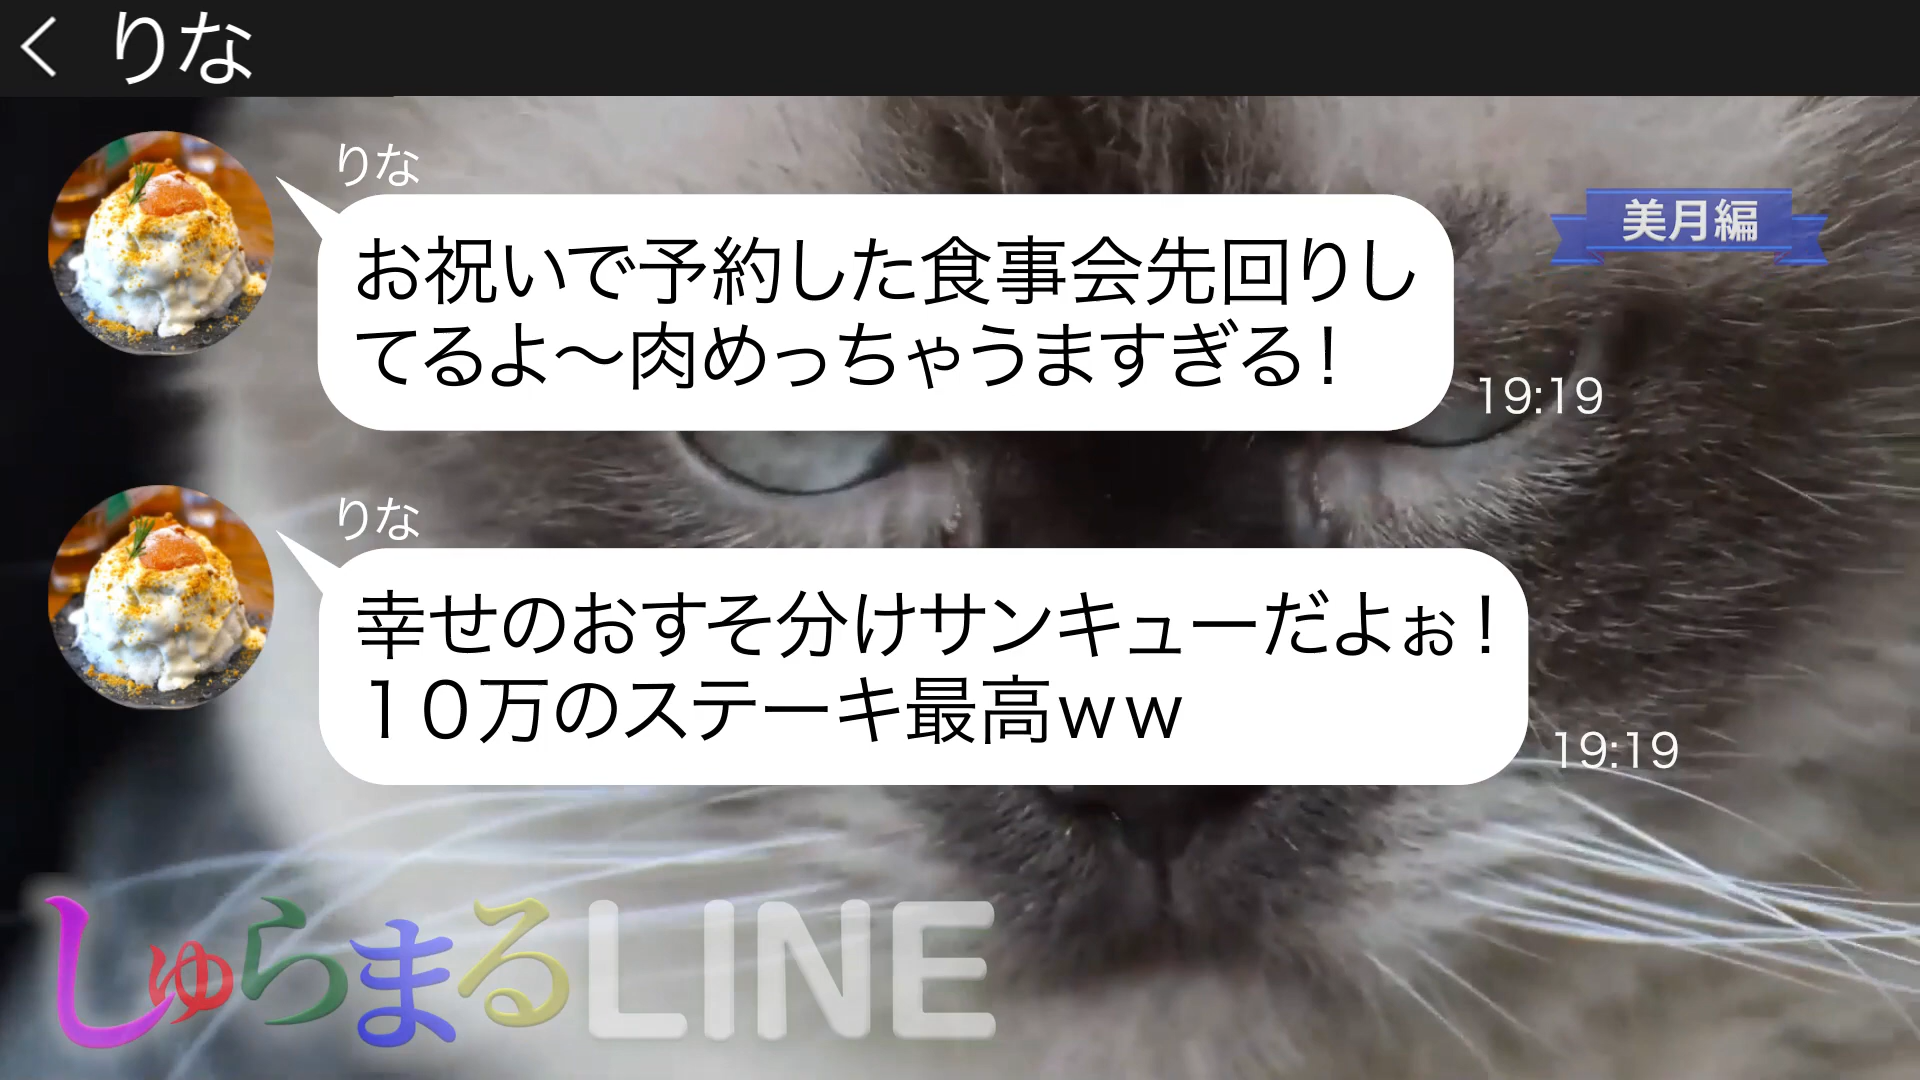 りな
りな
美月編
お祝いで予約した食事会先回りし
てるよ〜肉めっちゃうますぎる！
19:19
りな
幸せのおすそ分けサンキューだよぉ！
１０万のステーキ最高ｗｗ
19:19
しゅらまるLINE